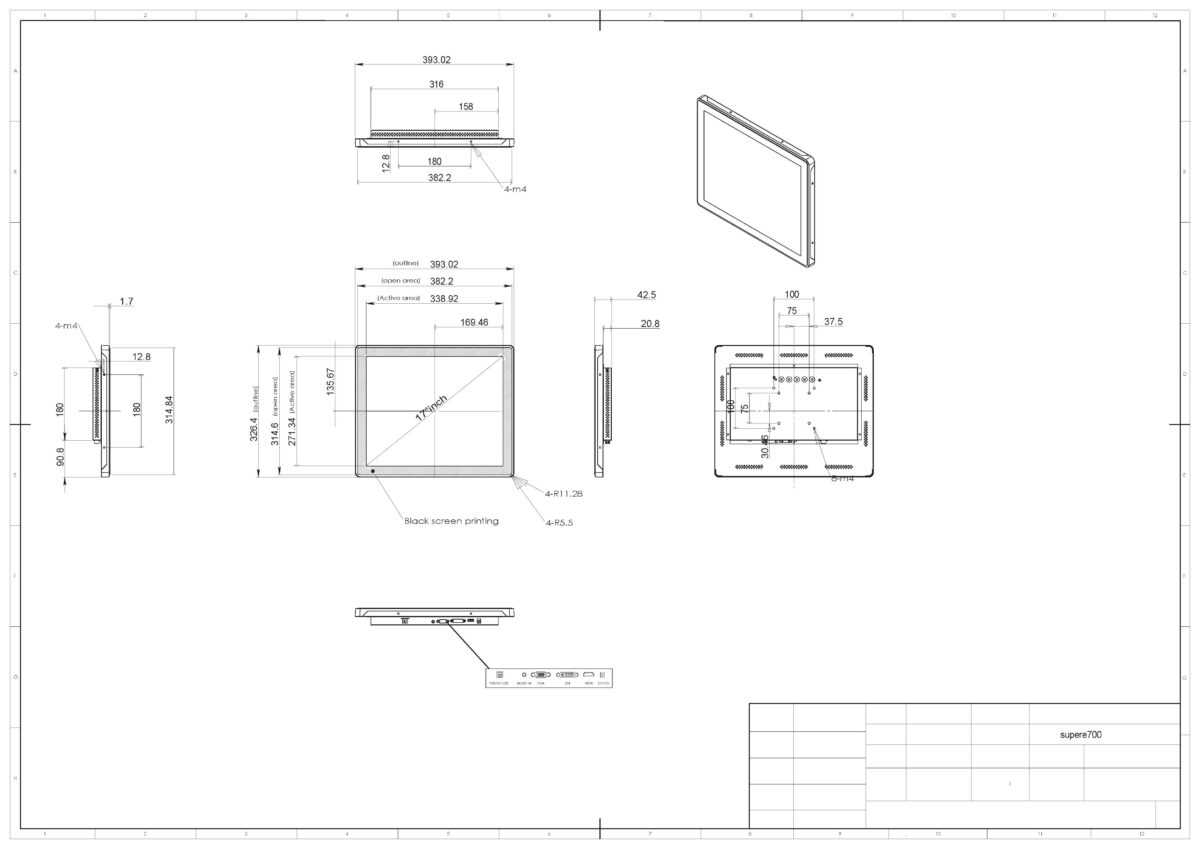 1 2 3 4 5 6 7 8 9 10 11 12
A
A
B
B
C
C
D
D
E
E
F
F
G
G
H
393.02
316
158
12.8
180
382.2
4-m4
(outline) 393.02
(open area) 382.2
(Active area) 338.92
169.46
326.4 (outline)
314.6 (open area)
271.34 (Active area)
135.67
17"inch
4-R11.28
4-R5.5
Black screen printing
1.7
4-m4
12.8
180
180
314.84
90.8
42.5
20.8
100
75
37.5
100
75
30.46
8-m4
TOUCH USB AUDIO IN VGA DVI HDMI DC12V
supere700
1 2 3 4 5 6 7 8 9 10 11 12